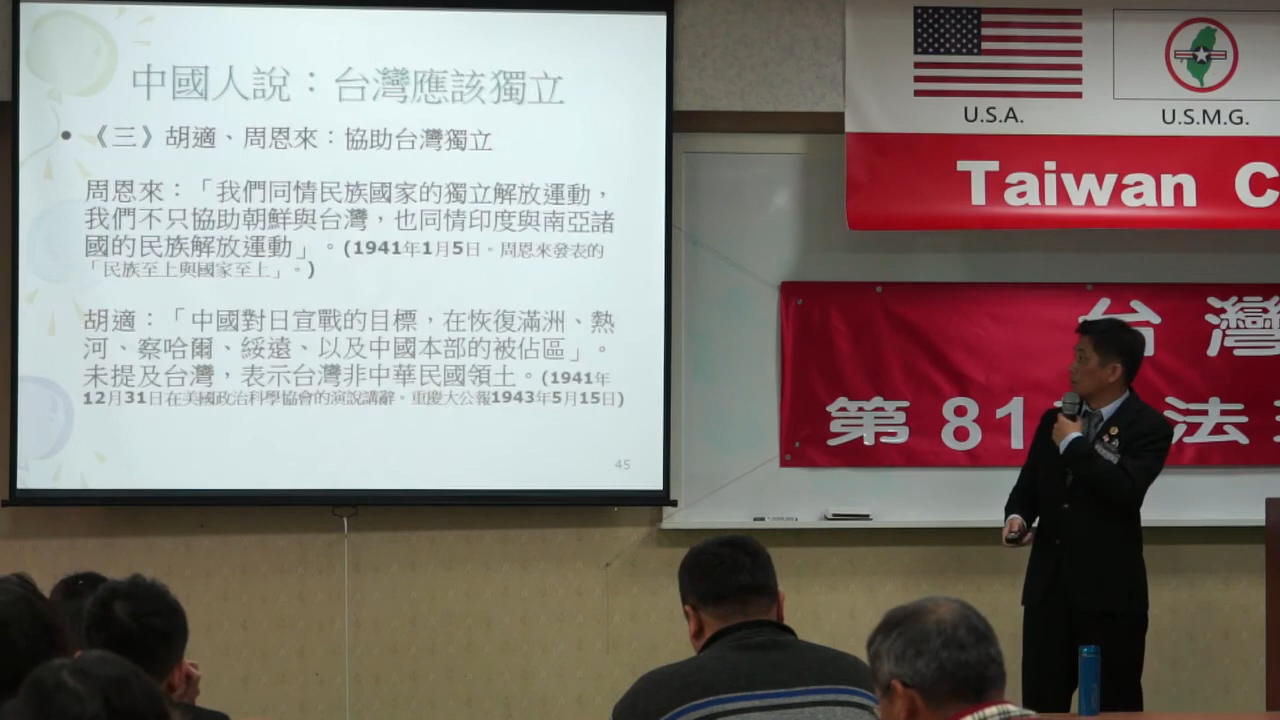 中國人說：台灣應該獨立
• 《三》胡適、周恩來：協助台灣獨立
周恩來：「我們同情民族國家的獨立解放運動，
我們不只協助朝鮮與台灣，也同情印度與南亞諸
國的民族解放運動」。(1941年1月5日。周恩來發表的
「民族至上與國家至上」。)
胡適：「中國對日宣戰的目標，在恢復滿洲、熱
河、察哈爾、綏遠、以及中國本部的被佔區」。
未提及台灣，表示台灣非中華民國領土。(1941年
12月31日在美國政治科學協會的演說講辭。重慶大公報1943年5月15日)
45
U.S.A.
U.S.M.G.
Taiwan C
台灣
第81 法